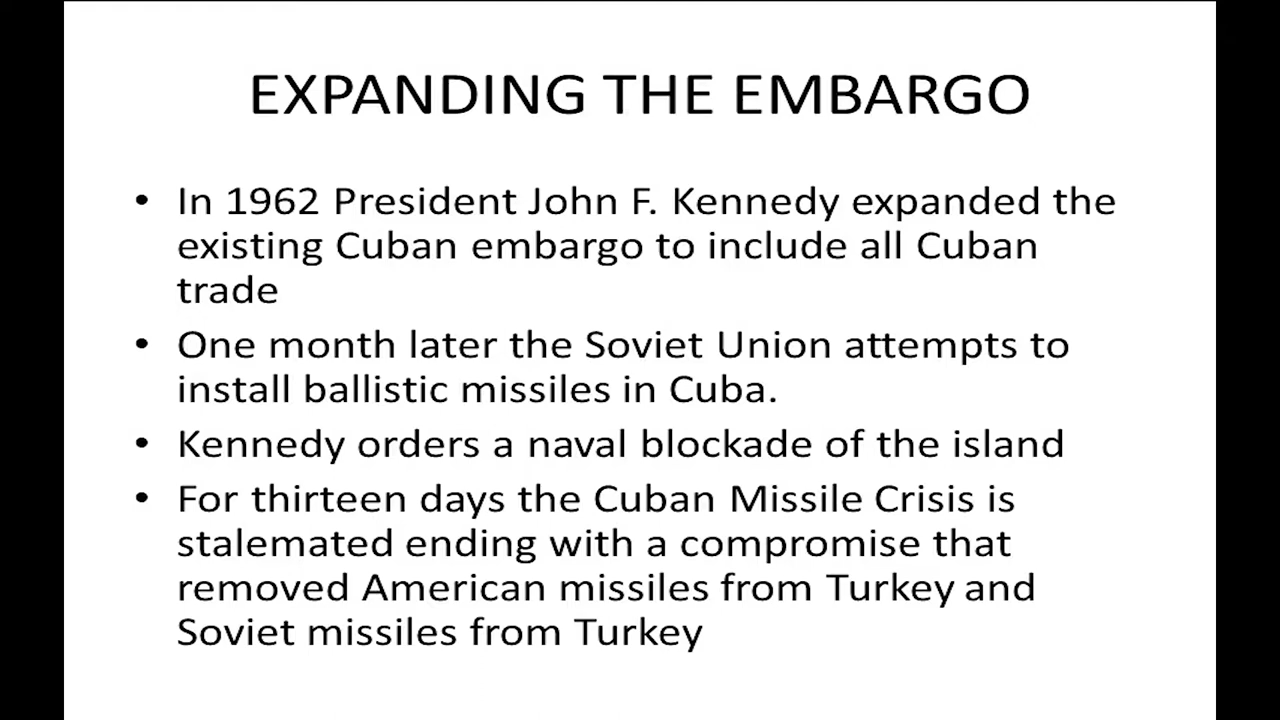 EXPANDING THE EMBARGO
• In 1962 President John F. Kennedy expanded the
existing Cuban embargo to include all Cuban
trade
• One month later the Soviet Union attempts to
install ballistic missiles in Cuba.
• Kennedy orders a naval blockade of the island
• For thirteen days the Cuban Missile Crisis is
stalemated ending with a compromise that
removed American missiles from Turkey and
Soviet missiles from Turkey